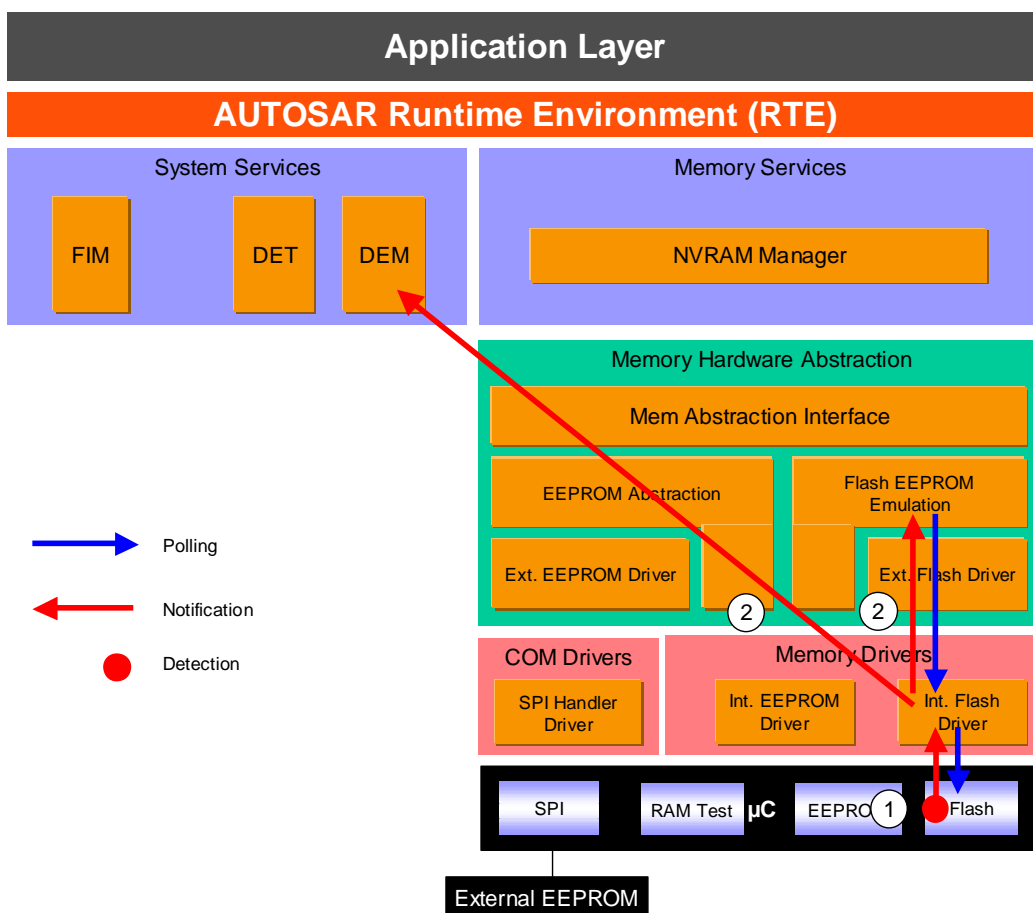 Application Layer
AUTOSAR Runtime Environment (RTE)
System Services
Memory Services
FIM
DET
DEM
NVRAM Manager
Memory Hardware Abstraction
Mem Abstraction Interface
EEPROM Abstraction
Flash EEPROM
Emulation
Ext. EEPROM Driver
Ext. Flash Driver
2
2
Polling
Notification
Detection
COM Drivers
Memory Drivers
SPI Handler
Driver
Int. EEPROM
Driver
Int. Flash
Driver
SPI
RAM Test
µC
EEPRO
1
Flash
External EEPROM